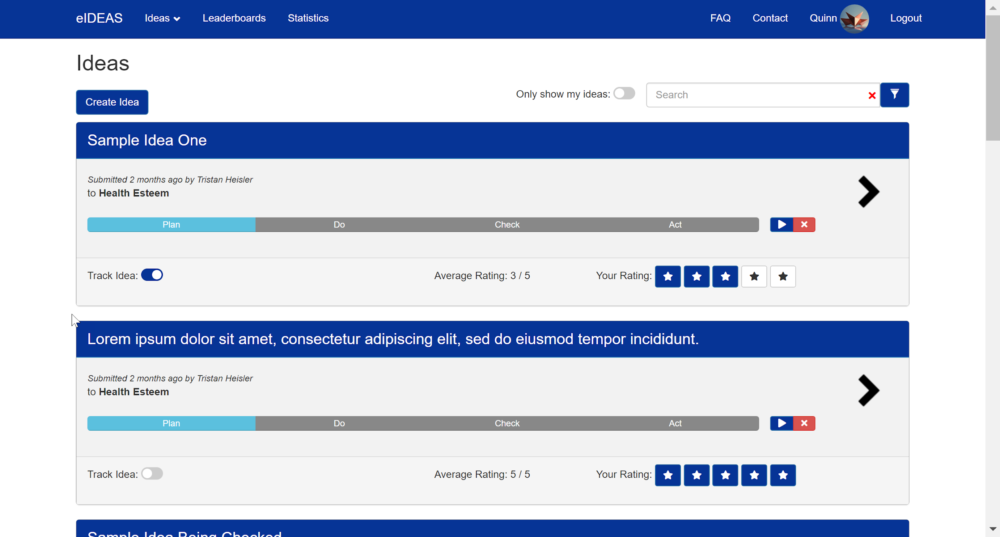 eIDEAS Ideas Leaderboards Statistics FAQ Contact Quinn Logout
Ideas
Create Idea
Only show my ideas: Search
Sample Idea One
Submitted 2 months ago by Tristan Heisler
to Health Esteem
Plan Do Check Act
Track Idea: Average Rating: 3 / 5 Your Rating:
Lorem ipsum dolor sit amet, consectetur adipiscing elit, sed do eiusmod tempor incididunt.
Submitted 2 months ago by Tristan Heisler
to Health Esteem
Plan Do Check Act
Track Idea: Average Rating: 5 / 5 Your Rating:
Sample Idea Being Checked